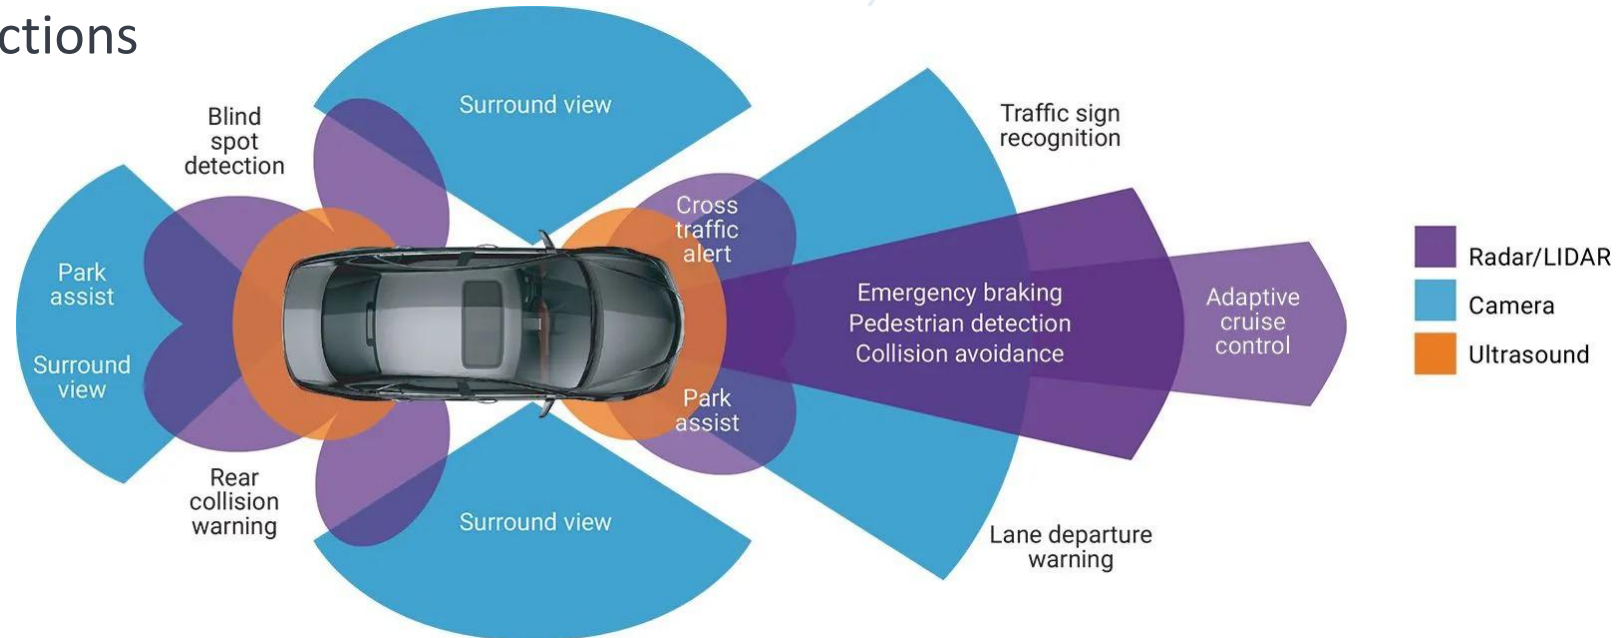 ctions
Surround view
Blind
spot
detection
Traffic sign
recognition
Cross
traffic
alert
Park
assist
Surround
view
Emergency braking
Pedestrian detection
Collision avoidance
Adaptive
cruise
control
Radar/LIDAR
Camera
Ultrasound
Park
assist
Rear
collision
warning
Surround view
Lane departure
warning